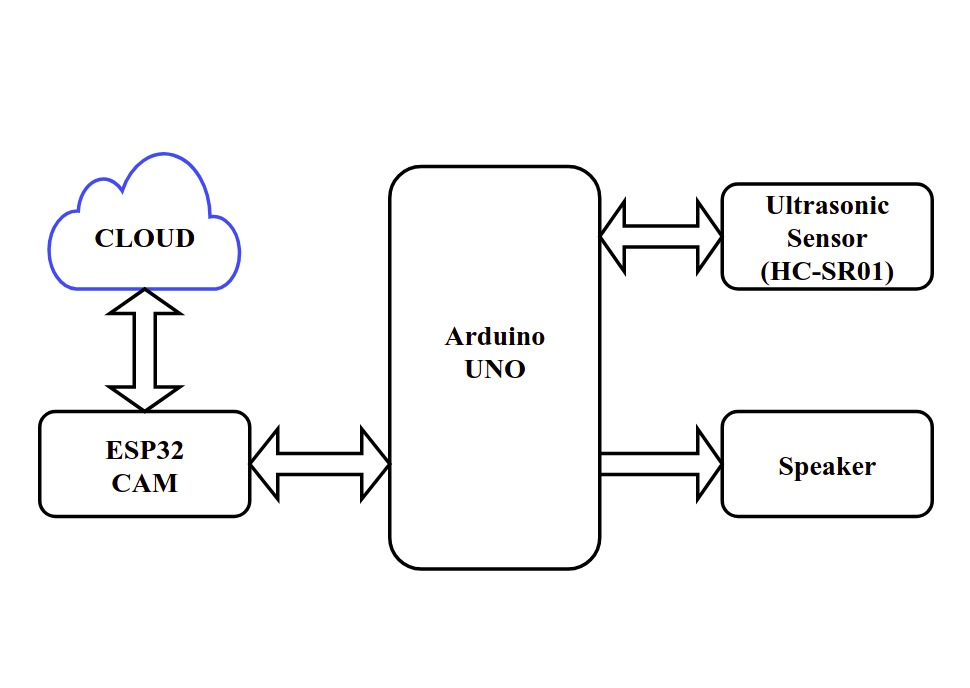 CLOUD
ESP32
CAM
Arduino
UNO
Ultrasonic
Sensor
(HC-SR01)
Speaker